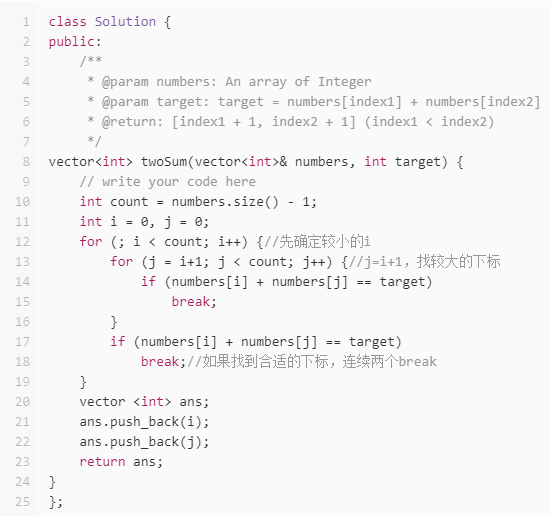 1 class Solution {
2 public:
3     /**
4      * @param numbers: An array of Integer
5      * @param target: target = numbers[index1] + numbers[index2]
6      * @return: [index1 + 1, index2 + 1] (index1 < index2)
7      */
8 vector<int> twoSum(vector<int>& numbers, int target) {
9     // write your code here
10     int count = numbers.size() - 1;
11     int i = 0, j = 0;
12     for (; i < count; i++) {//先确定较小的i
13         for (j = i+1; j < count; j++) {//j=i+1，找较大的下标
14             if (numbers[i] + numbers[j] == target)
15                 break;
16         }
17         if (numbers[i] + numbers[j] == target)
18             break;//如果找到合适的下标，连续两个break
19     }
20     vector <int> ans;
21     ans.push_back(i);
22     ans.push_back(j);
23     return ans;
24 }
25 };